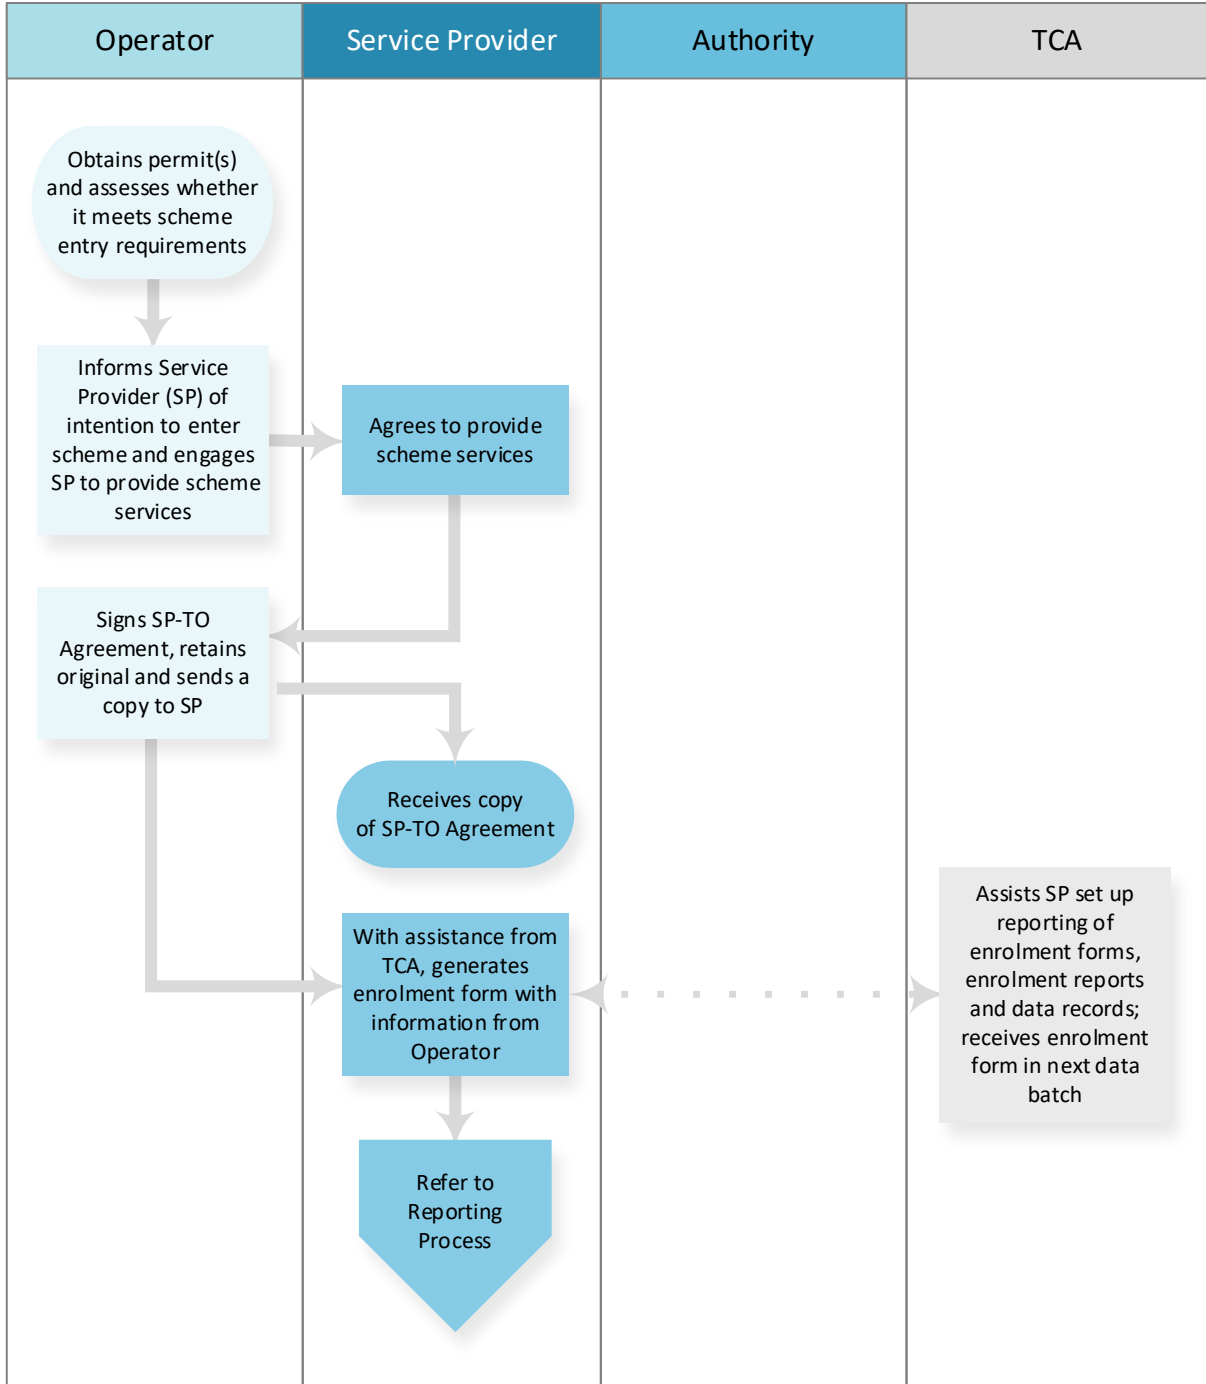 Operator
Service Provider
Authority
TCA
Obtains permit(s)
and assesses whether
it meets scheme
entry requirements
Informs Service
Provider (SP) of
intention to enter
scheme and engages
SP to provide scheme
services
Agrees to provide
scheme services
Signs SP-TO
Agreement, retains
original and sends a
copy to SP
Receives copy
of SP-TO Agreement
With assistance from
TCA, generates
enrolment form with
information from
Operator
Assists SP set up
reporting of
enrolment forms,
enrolment reports
and data records;
receives enrolment
form in next data
batch
Refer to
Reporting
Process